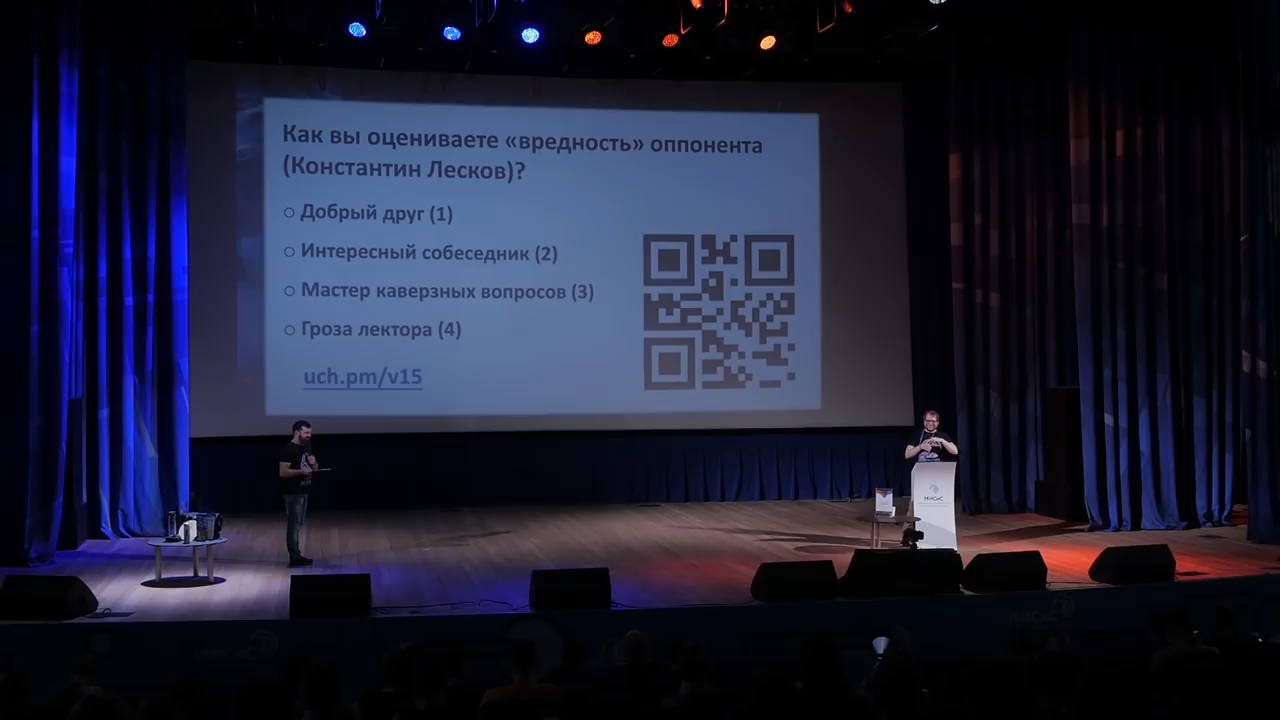 Как вы оцениваете «вредность» оппонента
(Константин Лесков)?
Добрый друг (1)
Интересный собеседник (2)
Мастер каверзных вопросов (3)
Гроза лектора (4)
uch.pm/v15
МИСиС